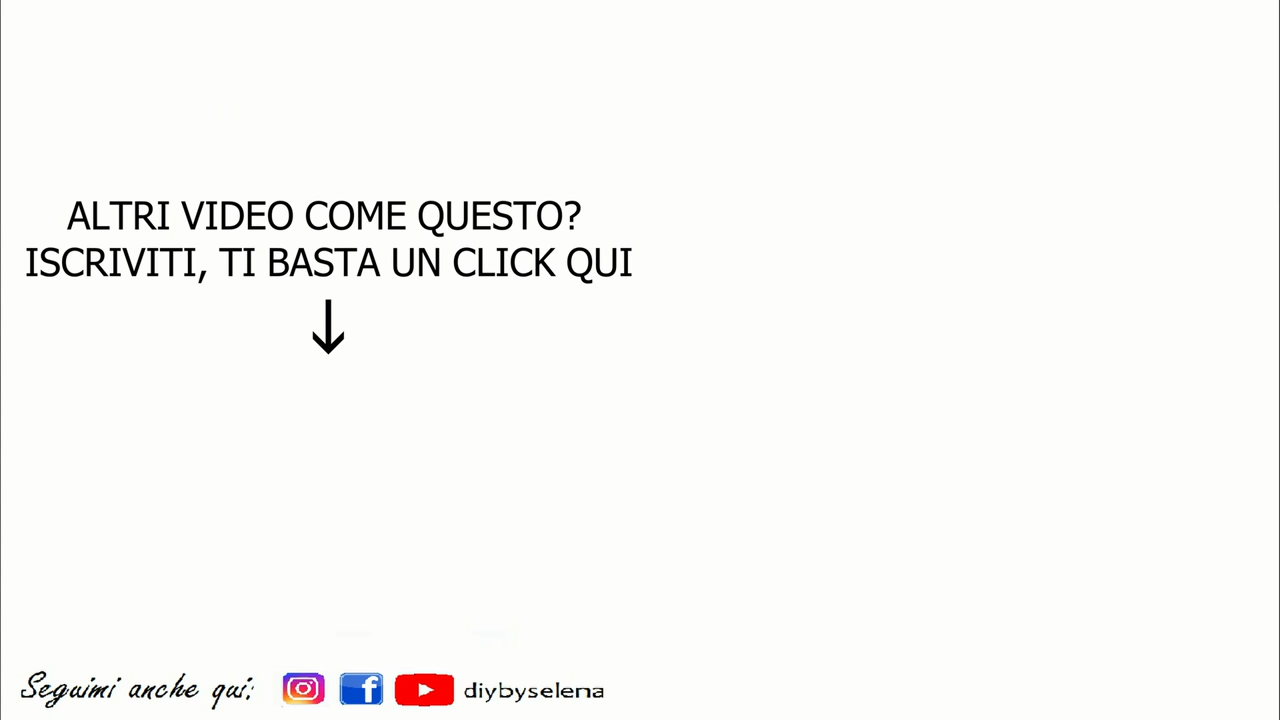 ALTRI VIDEO COME QUESTO?
ISCRIVITI, TI BASTA UN CLICK QUI
Seguimi anche qui: diybyselena